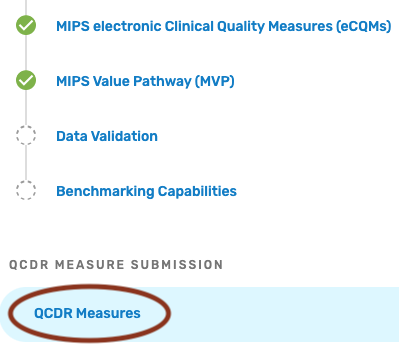 MIPS electronic Clinical Quality Measures (eCQMs)
MIPS Value Pathway (MVP)
Data Validation
Benchmarking Capabilities
QCDR MEASURE SUBMISSION
QCDR Measures